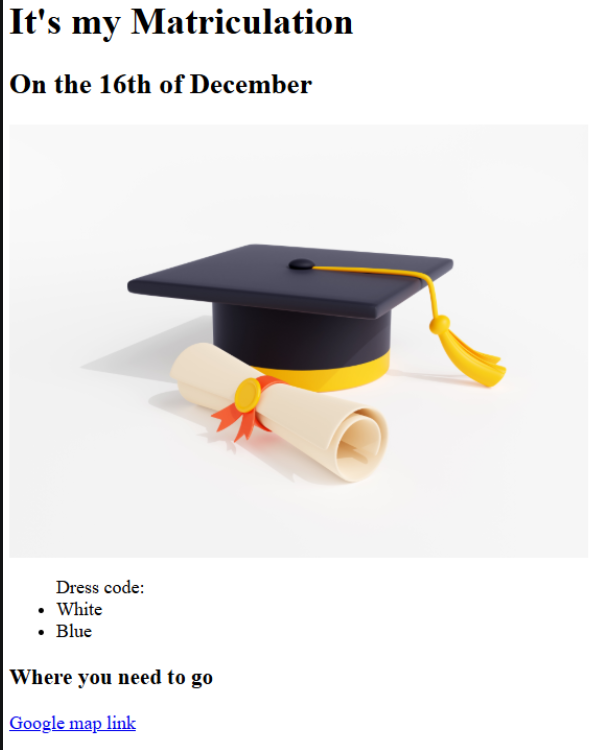 It's my Matriculation
On the 16th of December
Dress code:
White
Blue
Where you need to go
Google map link